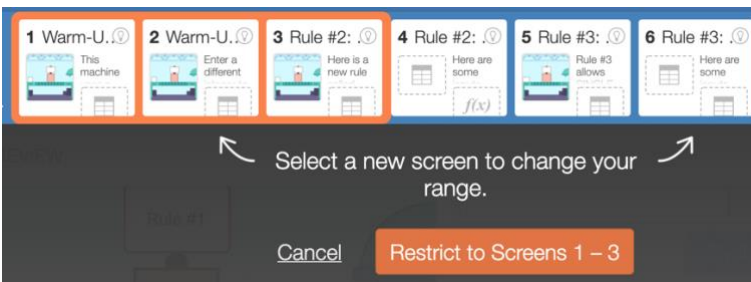 1 Warm-U..
This
machine
2 Warm-U..
Enter a
different
3 Rule #2: .
Here is a
new rule
4 Rule #2: .
Here are
some
f(x)
5 Rule #3: .
Rule #3
allows
6 Rule #3: .
Here are
some
Select a new screen to change your
range.
Rule #1
Cancel
Restrict to Screens 1 – 3